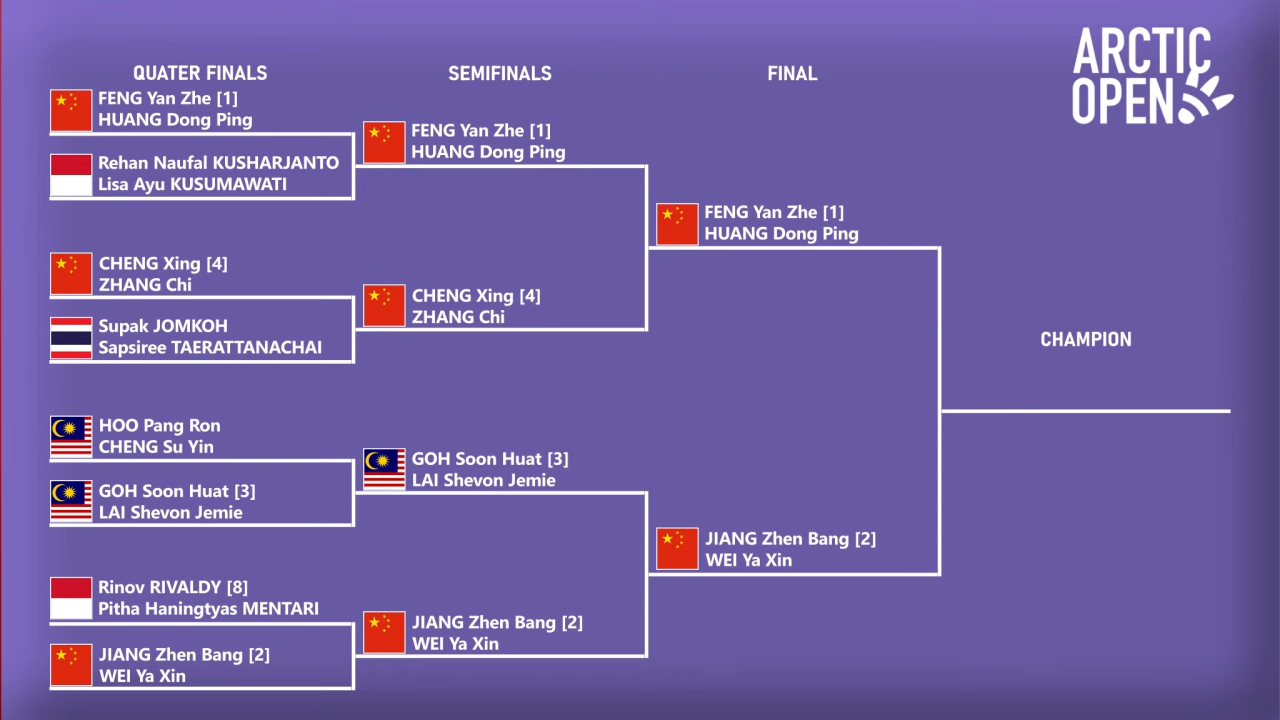 ARCTIC
OPEN
QUATER FINALS
SEMIFINALS
FINAL
FENG Yan Zhe [1]
HUANG Dong Ping
Rehan Naufal KUSHARJANTO
Lisa Ayu KUSUMAWATI
CHENG Xing [4]
ZHANG Chi
Supak JOMKOH
Sapsiree TAERATTANACHAI
HOO Pang Ron
CHENG Su Yin
GOH Soon Huat [3]
LAI Shevon Jemie
Rinov RIVALDY [8]
Pitha Haningtyas MENTARI
JIANG Zhen Bang [2]
WEI Ya Xin
FENG Yan Zhe [1]
HUANG Dong Ping
CHENG Xing [4]
ZHANG Chi
GOH Soon Huat [3]
LAI Shevon Jemie
JIANG Zhen Bang [2]
WEI Ya Xin
FENG Yan Zhe [1]
HUANG Dong Ping
JIANG Zhen Bang [2]
WEI Ya Xin
CHAMPION